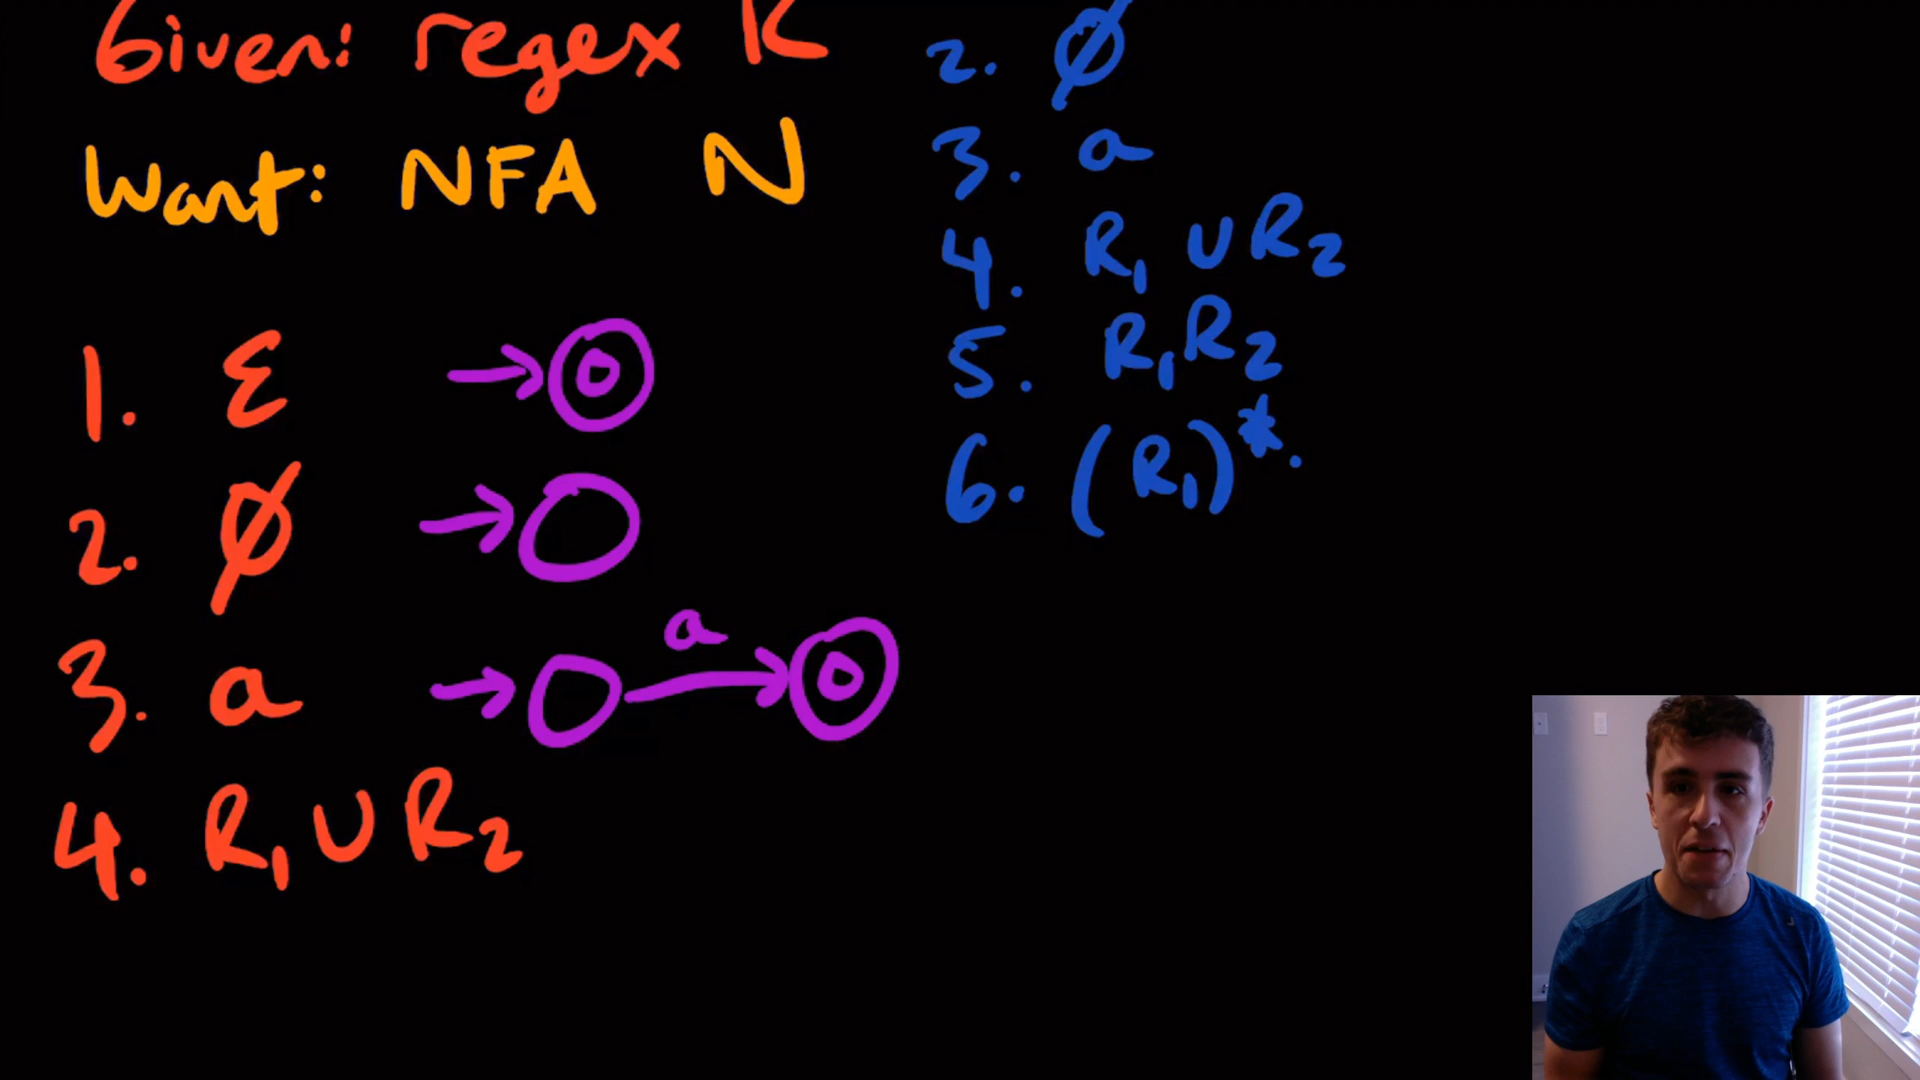 Given: regex R
Want: NFA N
1. ε
2. ∅
3. a
a
4. R₁ ∪ R₂
2. ∅
3. a
4. R₁ ∪ R₂
5. R₁R₂
6. (R₁)*.